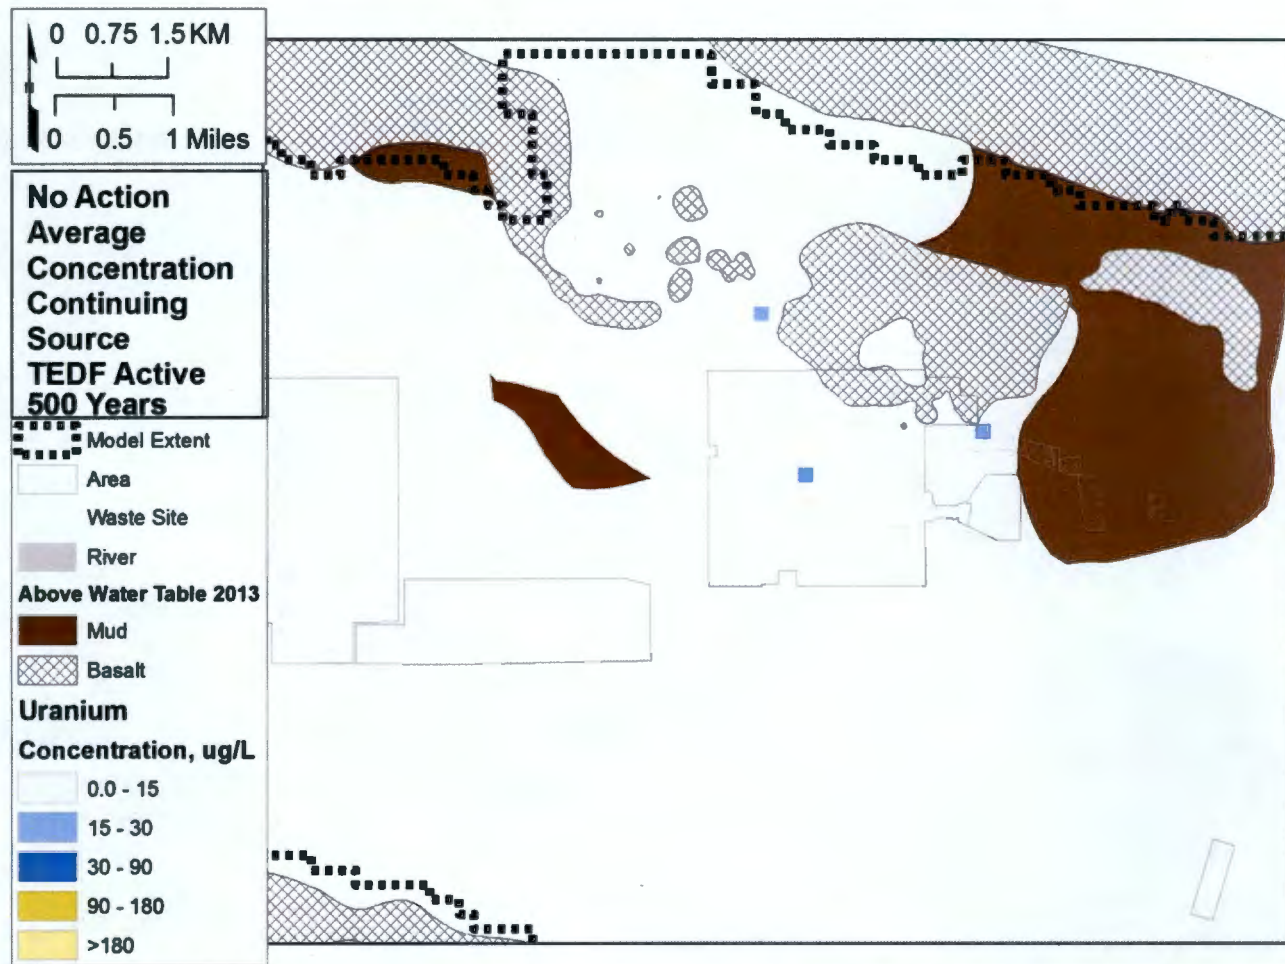 0 0.75 1.5 KM
0 0.5 1 Miles
No Action
Average
Concentration
Continuing
Source
TEDF Active
500 Years
Model Extent
Area
Waste Site
River
Above Water Table 2013
Mud
Basalt
Uranium
Concentration, ug/L
0.0 - 15
15 - 30
30 - 90
90 - 180
>180